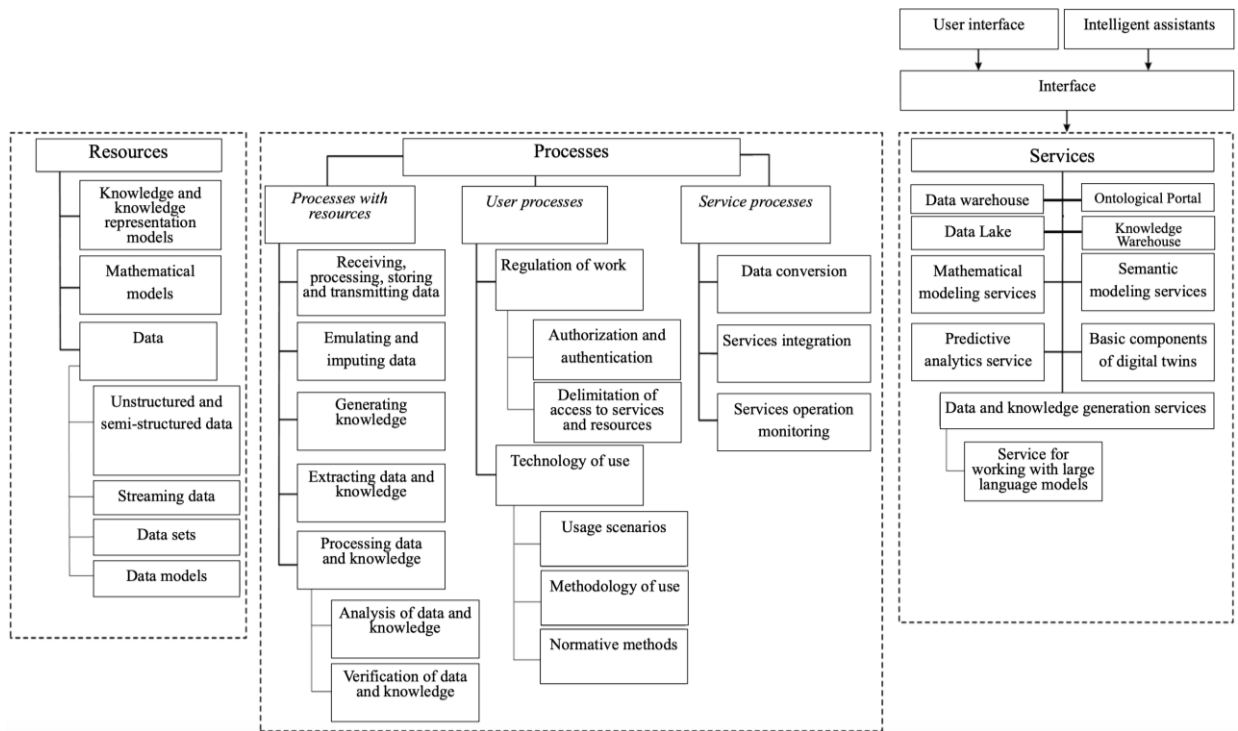 User interface
Intelligent assistants
Interface
Resources
Knowledge and
knowledge
representation
models
Mathematical
models
Data
Unstructured and
semi-structured data
Streaming data
Data sets
Data models
Processes
Processes with
resources
Receiving,
processing, storing
and transmitting data
Emulating and
imputing data
Generating
knowledge
Extracting data and
knowledge
Processing data
and knowledge
Analysis of data and
knowledge
Verification of data
and knowledge
User processes
Regulation of work
Authorization and
authentication
Delimitation of
access to services
and resources
Technology of use
Usage scenarios
Methodology of use
Normative methods
Service processes
Data conversion
Services integration
Services operation
monitoring
Services
Data warehouse
Ontological Portal
Data Lake
Knowledge
Warehouse
Mathematical
modeling services
Semantic
modeling services
Predictive
analytics service
Basic components
of digital twins
Data and knowledge generation services
Service for
working with large
language models